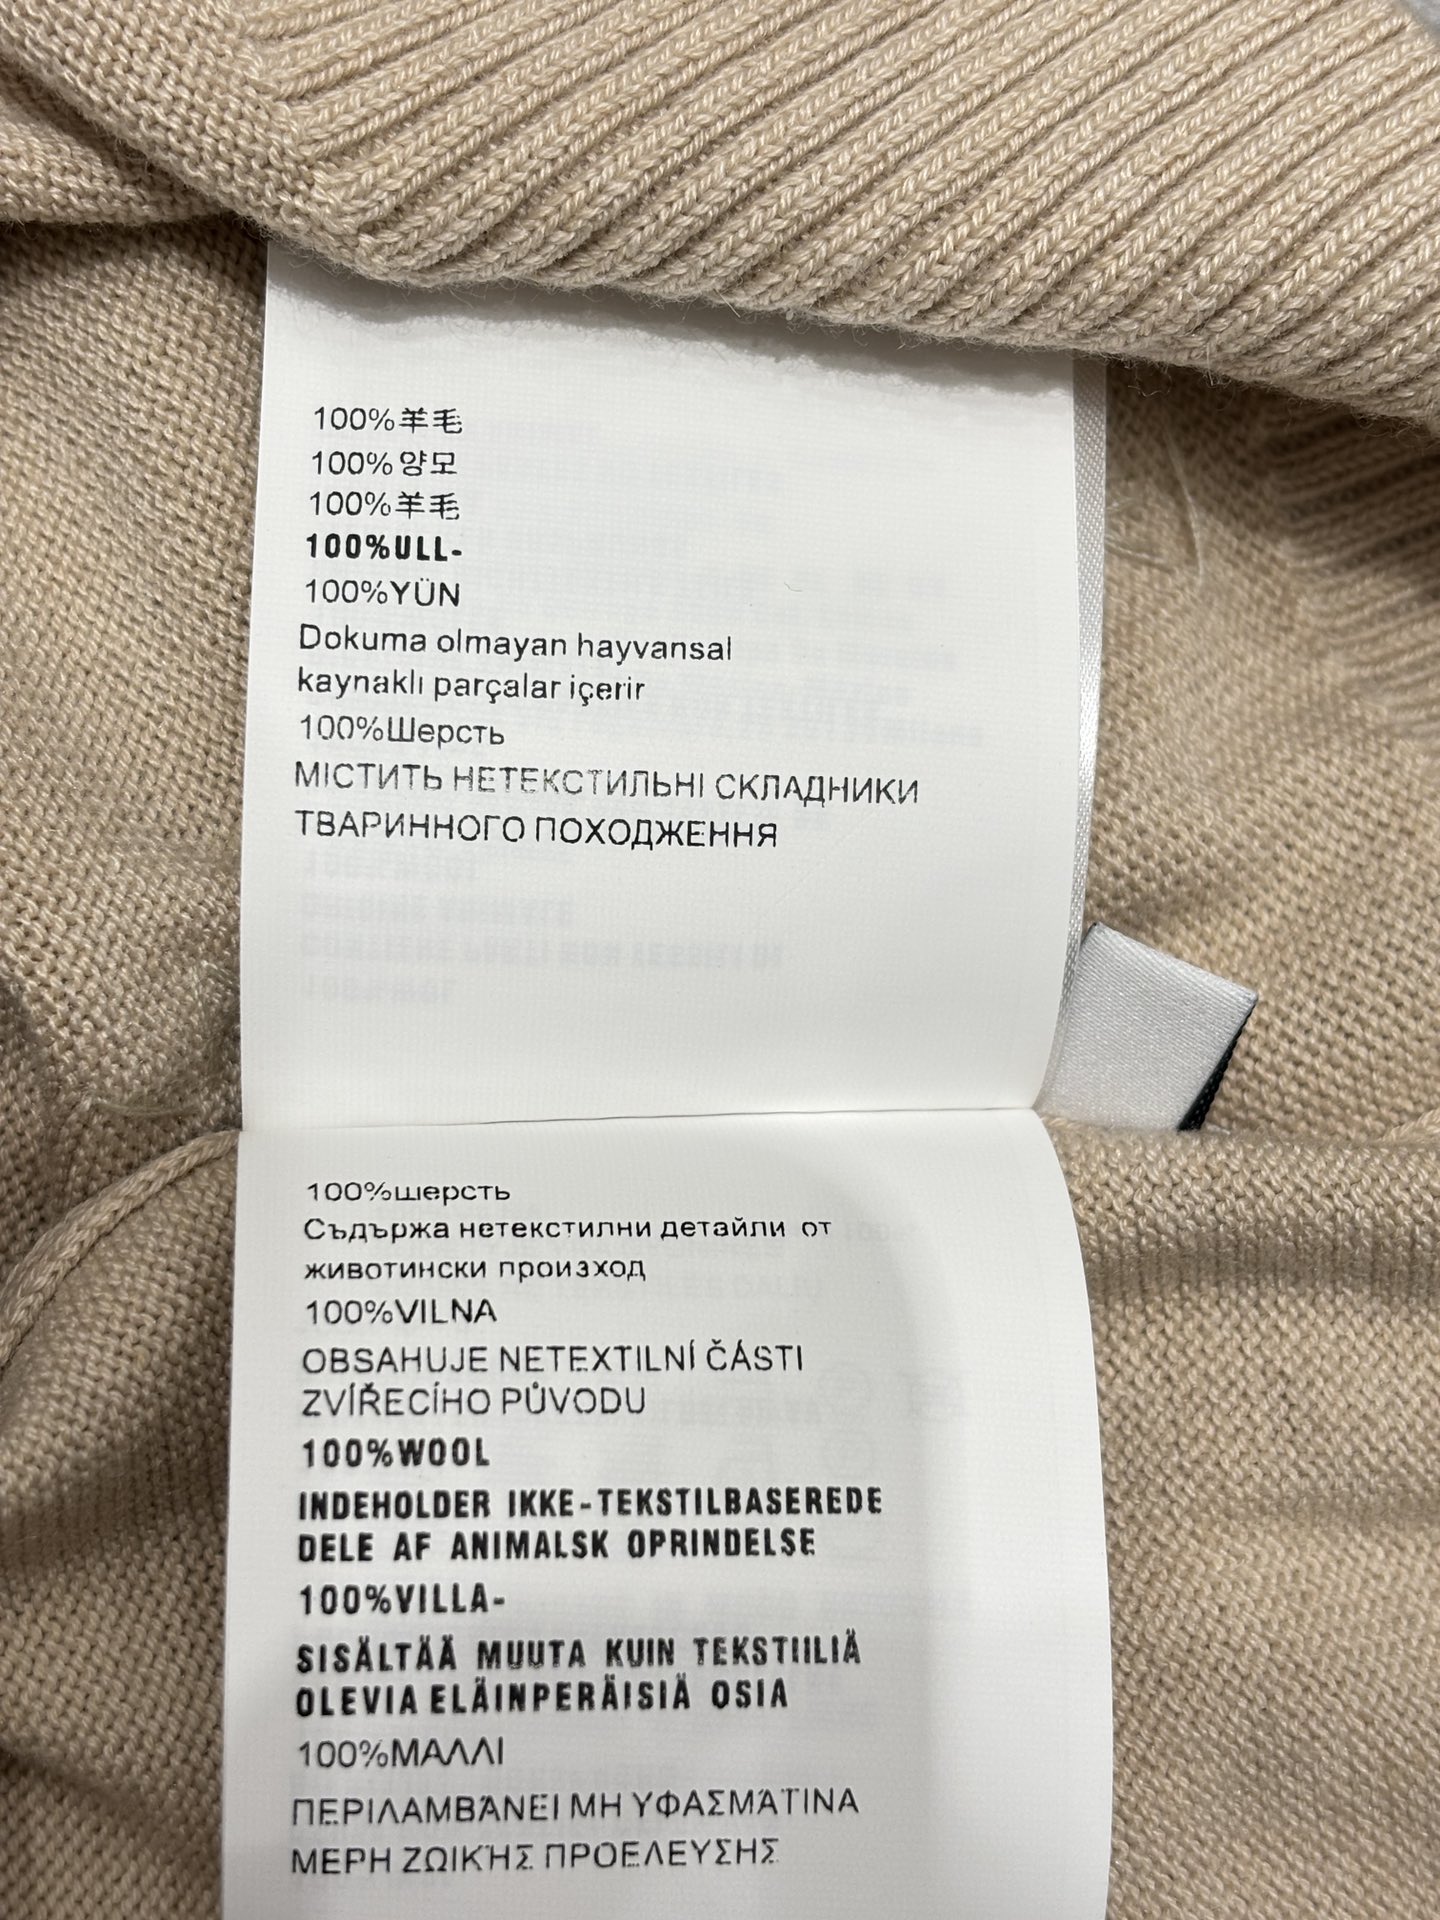 100%羊毛
100%양모
100%羊毛
100%ULL-
100%YÜN
Dokuma olmayan hayvansal
kaynaklı parçalar içerir
100%Шерсть
МІСТИТЬ НЕТЕКСТИЛЬНІ СКЛАДНИКИ
ТВАРИННОГО ПОХОДЖЕННЯ
100%шерсть
Съдържа нетекстилни детайли от
животински произход
100%VILNA
OBSAHUJE NETEXTILNÍ ČÁSTI
ZVÍŘECÍHO PŮVODU
100%WOOL
INDEHOLDER IKKE-TEKSTILBASEREDE
DELE AF ANIMALSK OPRINDELSE
100%VILLA-
SISÄLTÄÄ MUUTA KUIN TEKSTIILIÄ
OLEVIA ELÄINPERÄISIÄ OSIA
100%ΜΑΛΛΙ
ΠΕΡΙΛΑΜΒΆΝΕΙ ΜΗ ΥΦΑΣΜΆΤΙΝΑ
ΜΕΡΗ ΖΩΙΚΉΣ ΠΡΟΕΛΕΥΣΗΣ